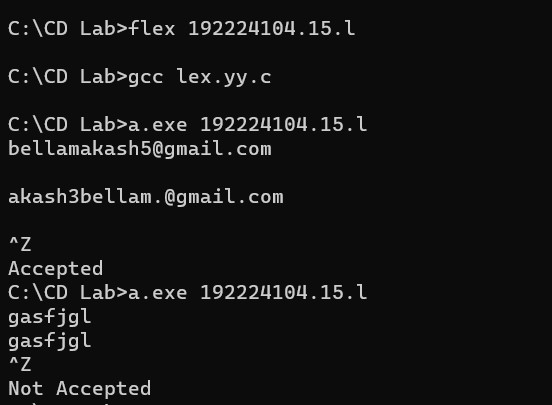 C:\CD Lab>flex 192224104.15.l
C:\CD Lab>gcc lex.yy.c
C:\CD Lab>a.exe 192224104.15.l
bellamakash5@gmail.com
akash3bellam.@gmail.com
^Z
Accepted
C:\CD Lab>a.exe 192224104.15.l
gasfjgl
gasfjgl
^Z
Not Accepted